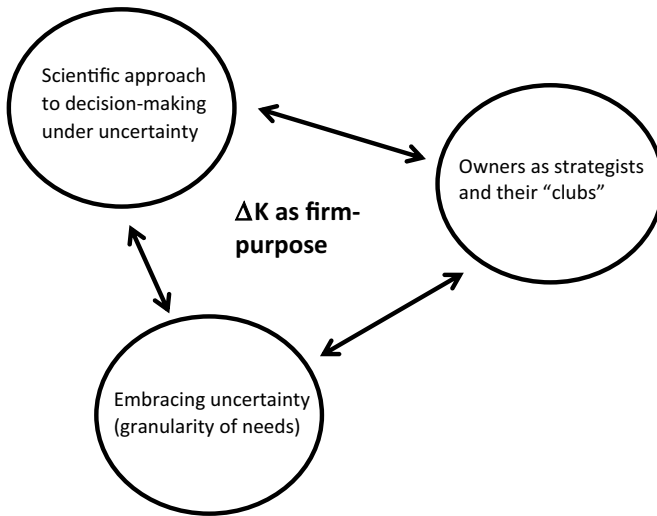 Scientific approach
to decision-making
under uncertainty
Owners as strategists
and their “clubs”
ΔK as firm-
purpose
Embracing uncertainty
(granularity of needs)